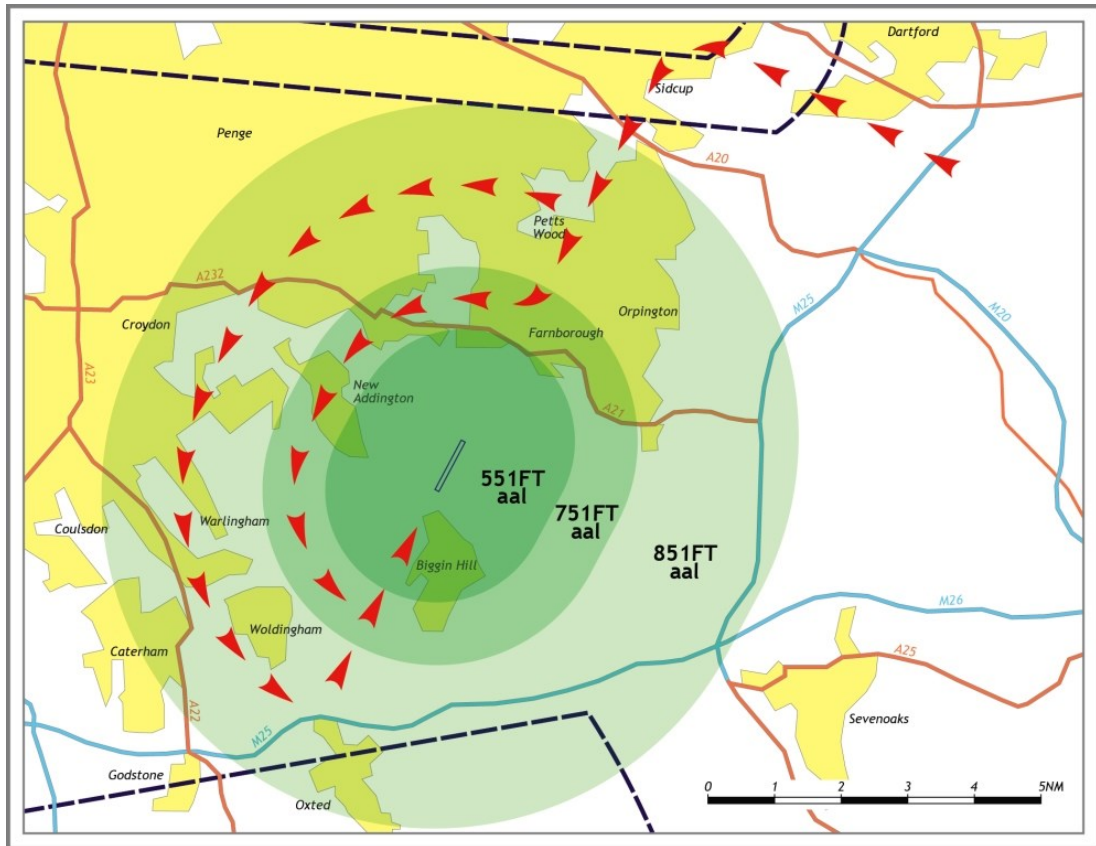 Dartford
Sidcup
Penge
A20
Petts
Wood
A232
Croydon
Farnborough
Orpington
M25
M20
A23
New
Addington
A21
551FT
aal
751FT
aal
851FT
aal
Coulsdon
Warlingham
Biggin Hill
M26
Woldingham
Caterham
A25
A22
Sevenoaks
M25
Godstone
Oxted
0 1 2 3 4 5NM